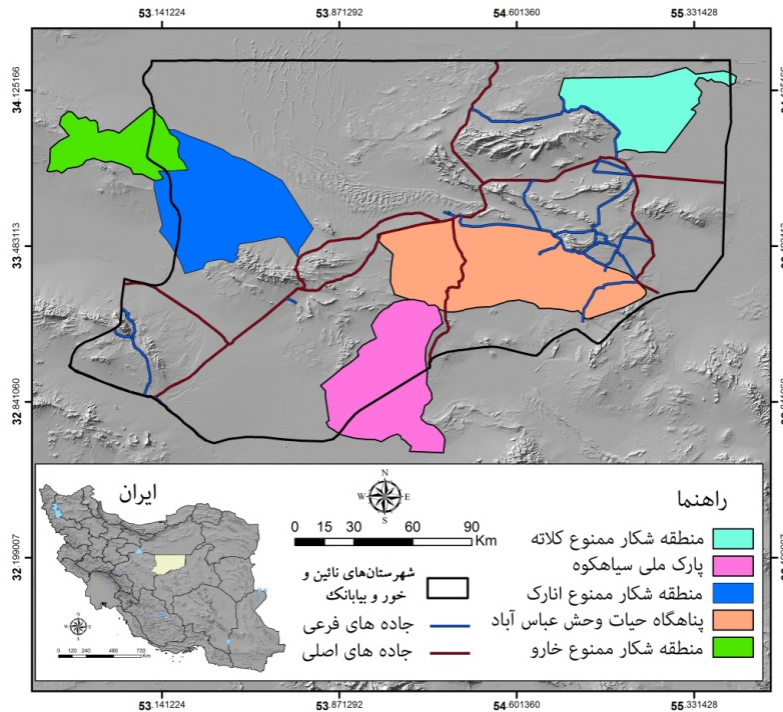 53.141224 53.871292 54.601360 55.331428
34.125166
33.483113
32.841060
32.199007
ایران
N
W E
S
0 15 30 60 90
Km
شهرستان‌های نائین و
خور و بیابانک
جاده های فرعی
جاده های اصلی
راهنما
منطقه شکار ممنوع کلاته
پارک ملی سیاهکوه
منطقه شکار ممنوع انارک
پناهگاه حیات وحش عباس آباد
منطقه شکار ممنوع خارو
N
W E
S
0 120 240 480 720
Km
53.141224 53.871292 54.601360 55.331428